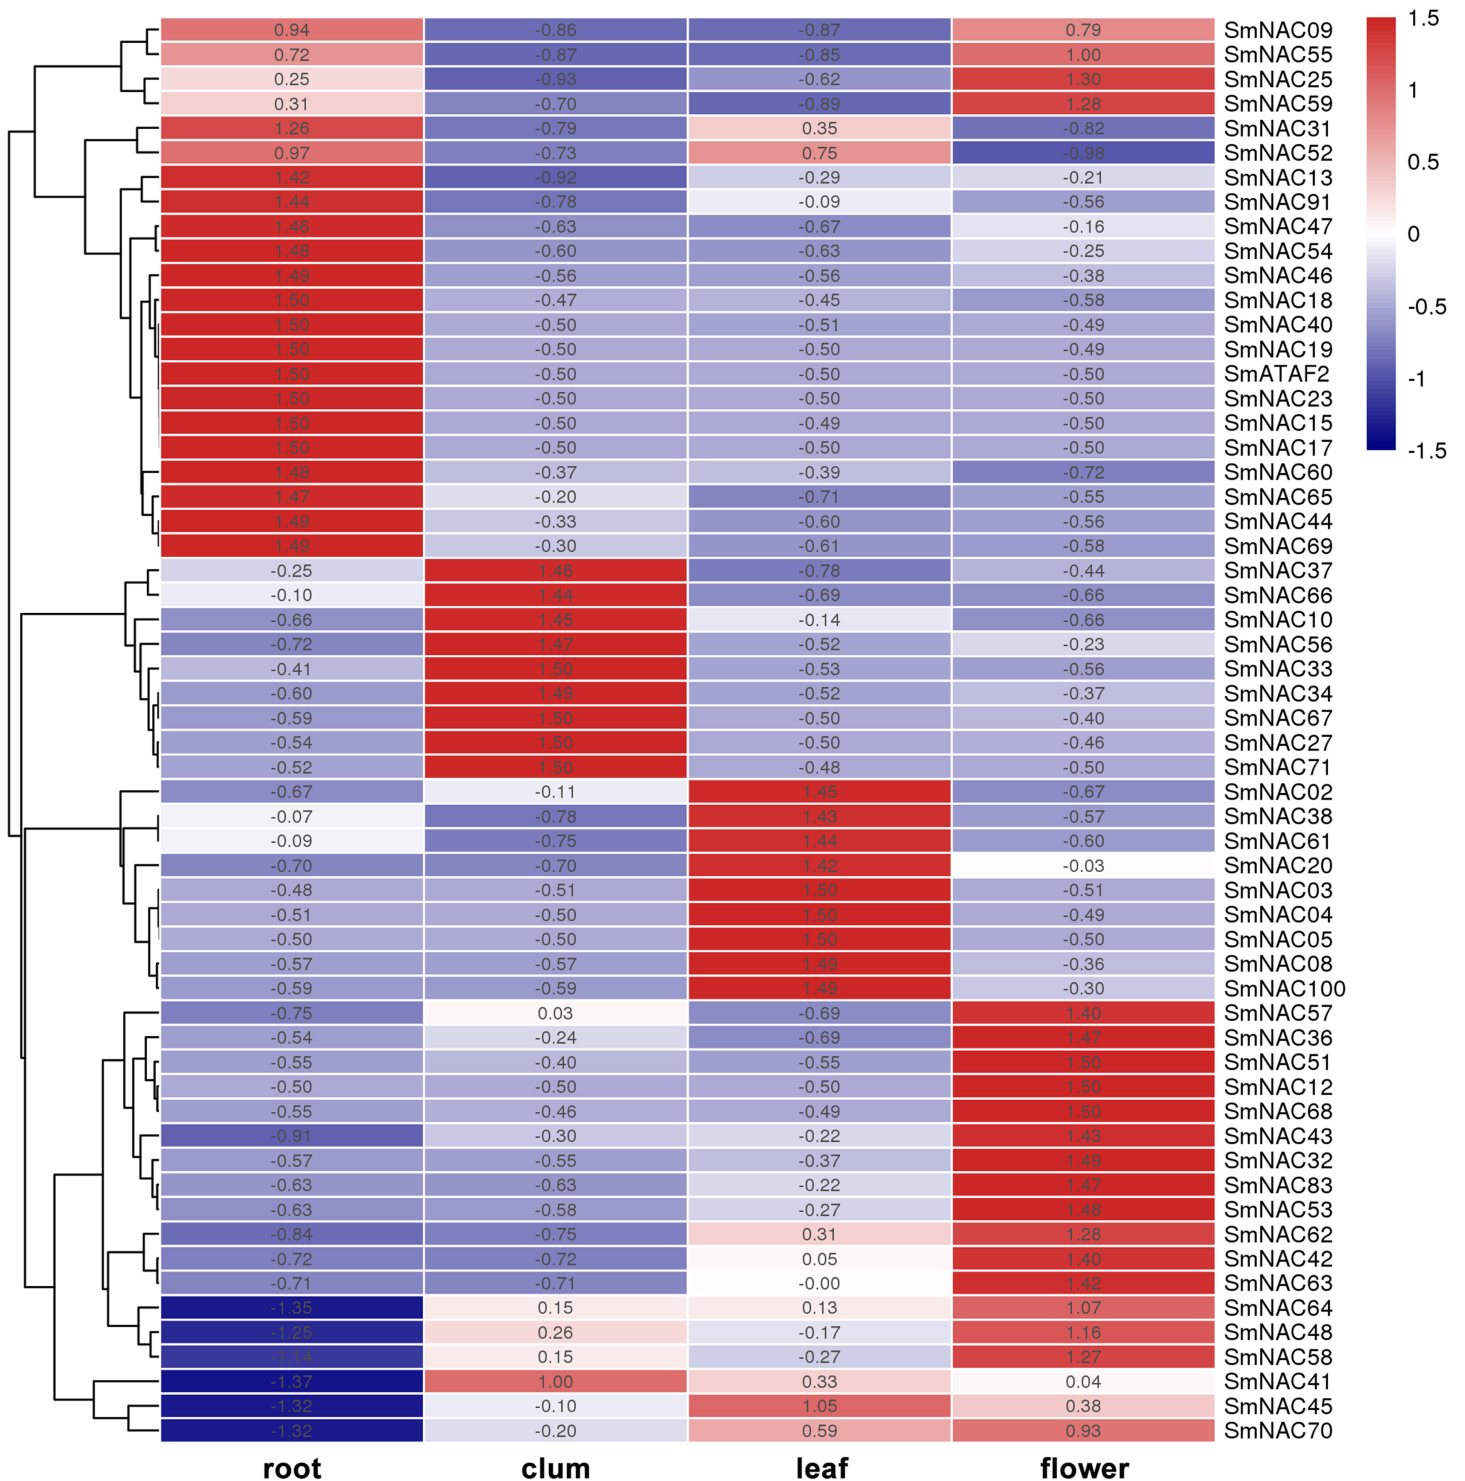 0.94 -0.86 -0.87 0.79 SmNAC09
0.72 -0.87 -0.85 1.00 SmNAC55
0.25 -0.93 -0.62 1.30 SmNAC25
0.31 -0.70 -0.89 1.28 SmNAC59
1.26 -0.79 0.35 -0.82 SmNAC31
0.97 -0.73 0.75 -0.98 SmNAC52
1.42 -0.92 -0.29 -0.21 SmNAC13
1.44 -0.78 -0.09 -0.56 SmNAC91
1.46 -0.63 -0.67 -0.16 SmNAC47
1.48 -0.60 -0.63 -0.25 SmNAC54
1.49 -0.56 -0.56 -0.38 SmNAC46
1.50 -0.47 -0.45 -0.58 SmNAC18
1.50 -0.50 -0.51 -0.49 SmNAC40
1.50 -0.50 -0.50 -0.49 SmNAC19
1.50 -0.50 -0.50 -0.50 SmATAF2
1.50 -0.50 -0.50 -0.50 SmNAC23
1.50 -0.50 -0.49 -0.50 SmNAC15
1.50 -0.50 -0.50 -0.50 SmNAC17
1.48 -0.37 -0.39 -0.72 SmNAC60
1.47 -0.20 -0.71 -0.55 SmNAC65
1.49 -0.33 -0.60 -0.56 SmNAC44
1.49 -0.30 -0.61 -0.58 SmNAC69
-0.25 1.46 -0.78 -0.44 SmNAC37
-0.10 1.44 -0.69 -0.66 SmNAC66
-0.66 1.45 -0.14 -0.66 SmNAC10
-0.72 1.47 -0.52 -0.23 SmNAC56
-0.41 1.50 -0.53 -0.56 SmNAC33
-0.60 1.49 -0.52 -0.37 SmNAC34
-0.59 1.50 -0.50 -0.40 SmNAC67
-0.54 1.50 -0.50 -0.46 SmNAC27
-0.52 1.50 -0.48 -0.50 SmNAC71
-0.67 -0.11 1.45 -0.67 SmNAC02
-0.07 -0.78 1.43 -0.57 SmNAC38
-0.09 -0.75 1.44 -0.60 SmNAC61
-0.70 -0.70 1.42 -0.03 SmNAC20
-0.48 -0.51 1.50 -0.51 SmNAC03
-0.51 -0.50 1.50 -0.49 SmNAC04
-0.50 -0.50 1.50 -0.50 SmNAC05
-0.57 -0.57 1.49 -0.36 SmNAC08
-0.59 -0.59 1.49 -0.30 SmNAC100
-0.75 0.03 -0.69 1.40 SmNAC57
-0.54 -0.24 -0.69 1.47 SmNAC36
-0.55 -0.40 -0.55 1.50 SmNAC51
-0.50 -0.50 -0.50 1.50 SmNAC12
-0.55 -0.46 -0.49 1.50 SmNAC68
-0.91 -0.30 -0.22 1.43 SmNAC43
-0.57 -0.55 -0.37 1.49 SmNAC32
-0.63 -0.63 -0.22 1.47 SmNAC83
-0.63 -0.58 -0.27 1.48 SmNAC53
-0.84 -0.75 0.31 1.28 SmNAC62
-0.72 -0.72 0.05 1.40 SmNAC42
-0.71 -0.71 -0.00 1.42 SmNAC63
-1.35 0.15 0.13 1.07 SmNAC64
-1.25 0.26 -0.17 1.16 SmNAC48
-1.14 0.15 -0.27 1.27 SmNAC58
-1.37 1.00 0.33 0.04 SmNAC41
-1.32 -0.10 1.05 0.38 SmNAC45
-1.32 -0.20 0.59 0.93 SmNAC70
root clum leaf flower
1.5
1
0.5
0
-0.5
-1
-1.5